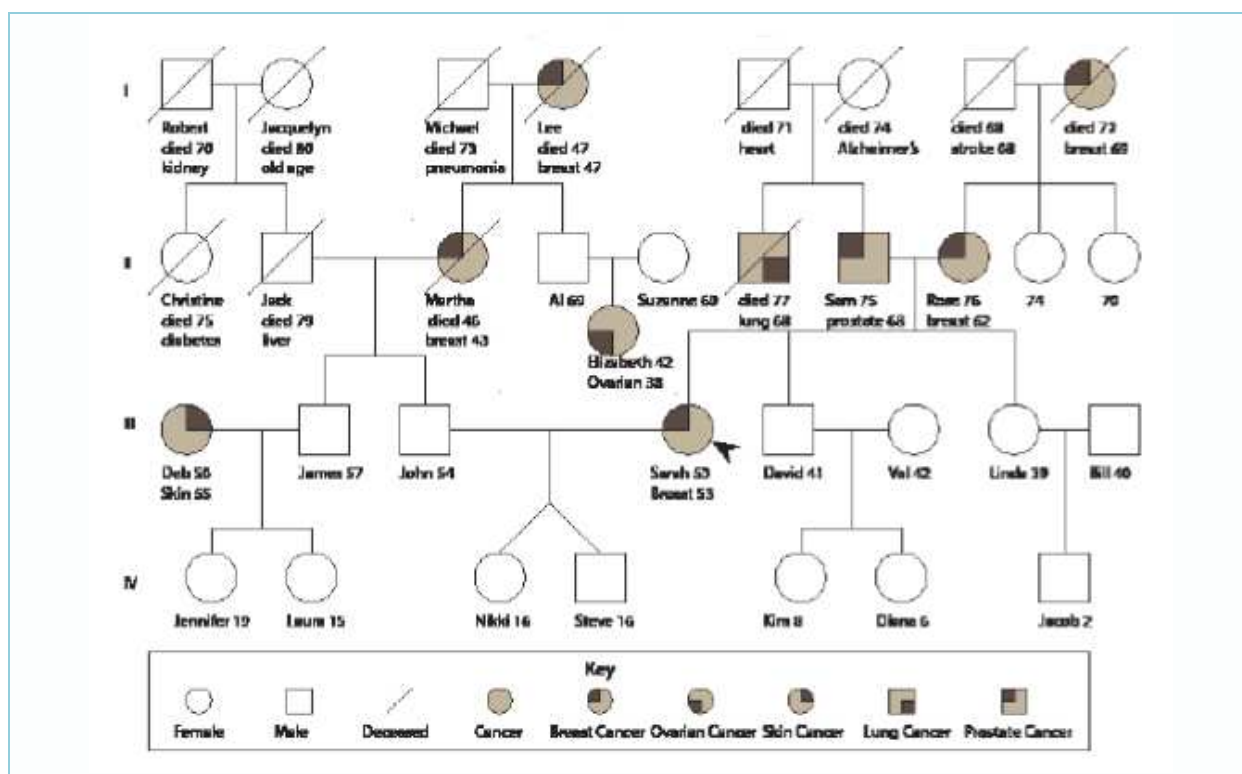 I
Robert
died 70
kidney
Jacquelyn
died 80
old age
Michael
died 73
pneumonia
Lee
died 47
breast 47
died 71
heart
died 74
Alzheimer's
died 68
stroke 68
died 72
breast 69
II
Christine
died 75
diabetes
Jack
died 79
liver
Martha
died 46
breast 43
Al 69
Suzanne 60
Elizabeth 42
Ovarian 38
died 77
lung 68
Sam 75
prostate 68
Rose 76
breast 62
74
70
III
Deb 56
Skin 55
James 57
John 54
Sarah 53
Breast 53
David 41
Val 42
Linda 39
Bill 40
IV
Jennifer 19
Laura 15
Nikki 16
Steve 16
Kim 8
Diana 6
Jacob 2
Key
Female
Male
Deceased
Cancer
Breast Cancer
Ovarian Cancer
Skin Cancer
Lung Cancer
Prostate Cancer